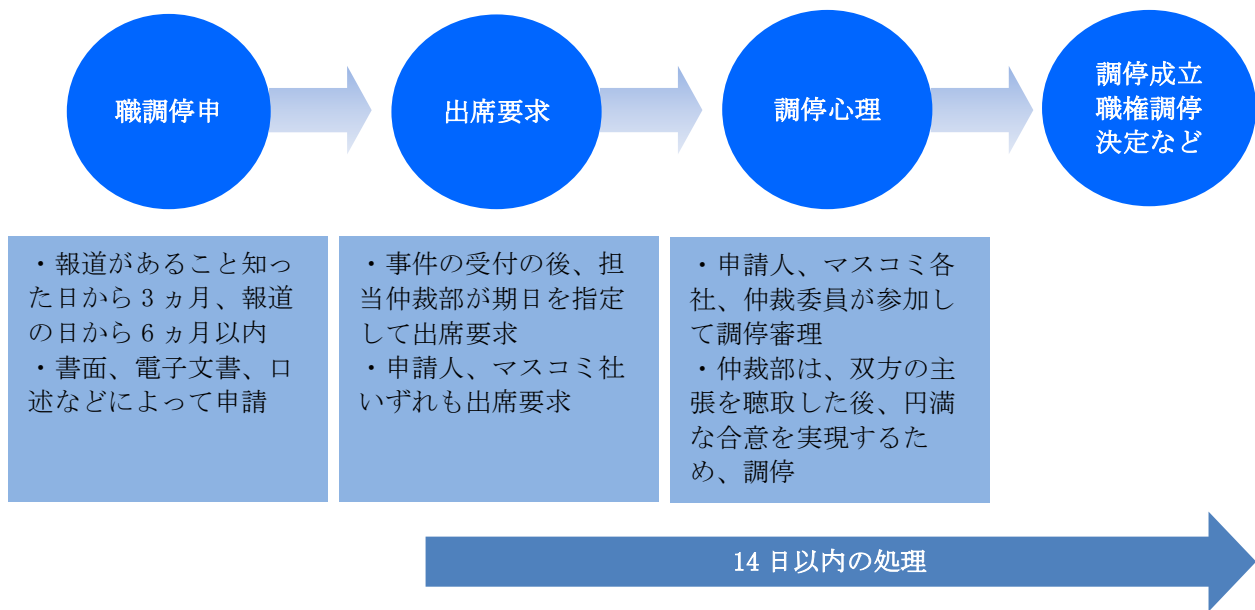 職調停申
出席要求
調停心理
調停成立
職権調停
決定など
・報道があること知っ
た日から3ヵ月、報道
の日から6ヵ月以内
・書面、電子文書、口
述などによって申請
・事件の受付の後、担
当仲裁部が期日を指定
して出席要求
・申請人、マスコミ社
いずれも出席要求
・申請人、マスコミ各
社、仲裁委員が参加し
て調停審理
・仲裁部は、双方の主
張を聴取した後、円満
な合意を実現するた
め、調停
14日以内の処理